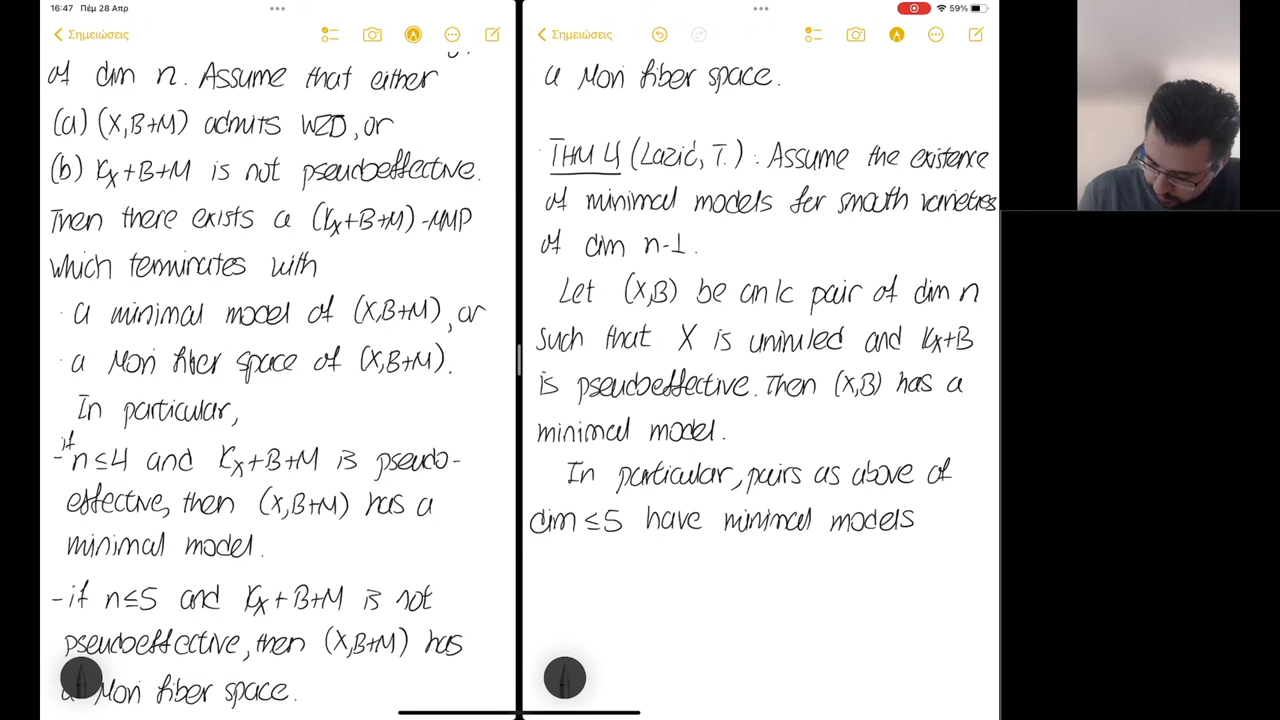 16:47 Πέμ 28 Απρ
Σημειώσεις
of dim n. Assume that either
(a) (X,B+M) admits WZD, or
(b) K_X+B+M is not pseudoeffective.
Then there exists a (K_X+B+M)-MMP
which terminates with
· a minimal model of (X,B+M), or
· a Mori fiber space of (X,B+M).
In particular,
- if n≤4 and K_X+B+M is pseudo-
effective, then (X,B+M) has a
minimal model.
- if n≤5 and K_X+B+M is not
pseudoeffective, then (X,B+M) has
a Mori fiber space.
59%
Σημειώσεις
a Mori fiber space.
THM 4 (Lazić, T.): Assume the existence
of minimal models for smooth varieties
of dim n-1.
Let (X,B) be an lc pair of dim n
such that X is uniruled and K_X+B
is pseudoeffective. Then (X,B) has a
minimal model.
In particular, pairs as above of
dim ≤5 have minimal models